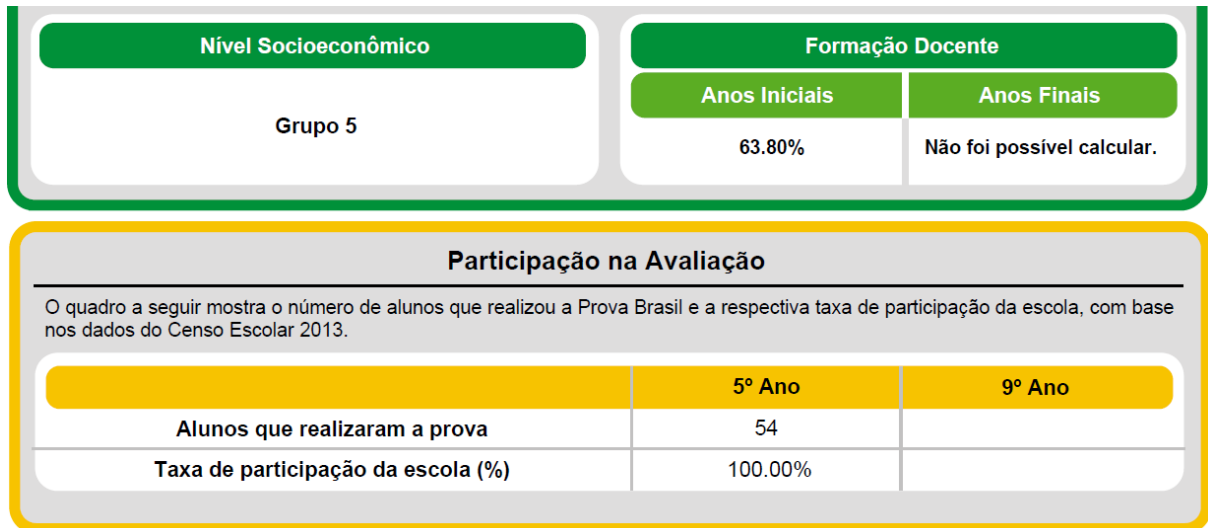 Nível Socioeconômico
Grupo 5
Formação Docente
Anos Iniciais Anos Finais
63.80% Não foi possível calcular.
Participação na Avaliação
O quadro a seguir mostra o número de alunos que realizou a Prova Brasil e a respectiva taxa de participação da escola, com base
nos dados do Censo Escolar 2013.
5º Ano 9º Ano
Alunos que realizaram a prova 54
Taxa de participação da escola (%) 100.00%